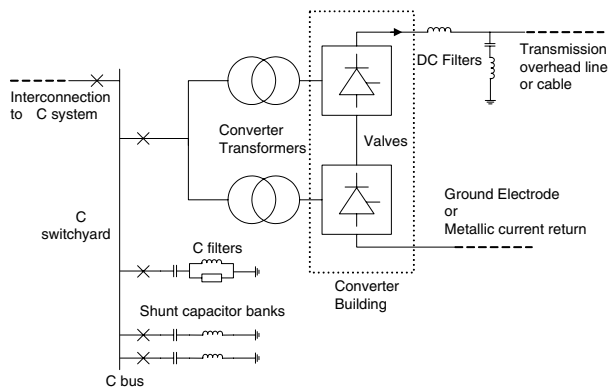 DC Filters
Transmission
overhead line
or cable
Interconnection
to C system
Converter
Transformers
Valves
Ground Electrode
or
Metallic current return
C
switchyard
C filters
Converter
Building
Shunt capacitor banks
C bus